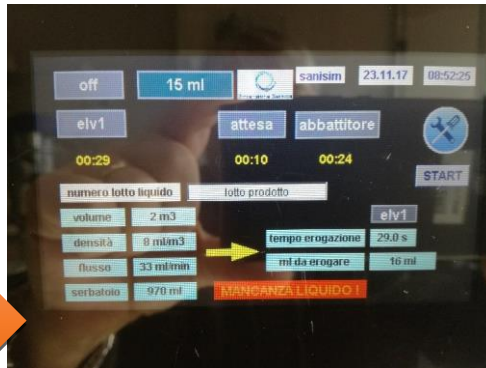 off 15 ml sanisim 23.11.17 08:52:25
elv1 attesa abbattitore
00:29 00:10 00:24
START
numero lotto liquido lotto prodotto
volume 2 m3
elv1
densità 8 ml/m3
tempo erogazione 29.0 s
flusso 33 ml/min
ml da erogare 16 ml
serbatoio 970 ml
MANCANZA LIQUIDO !